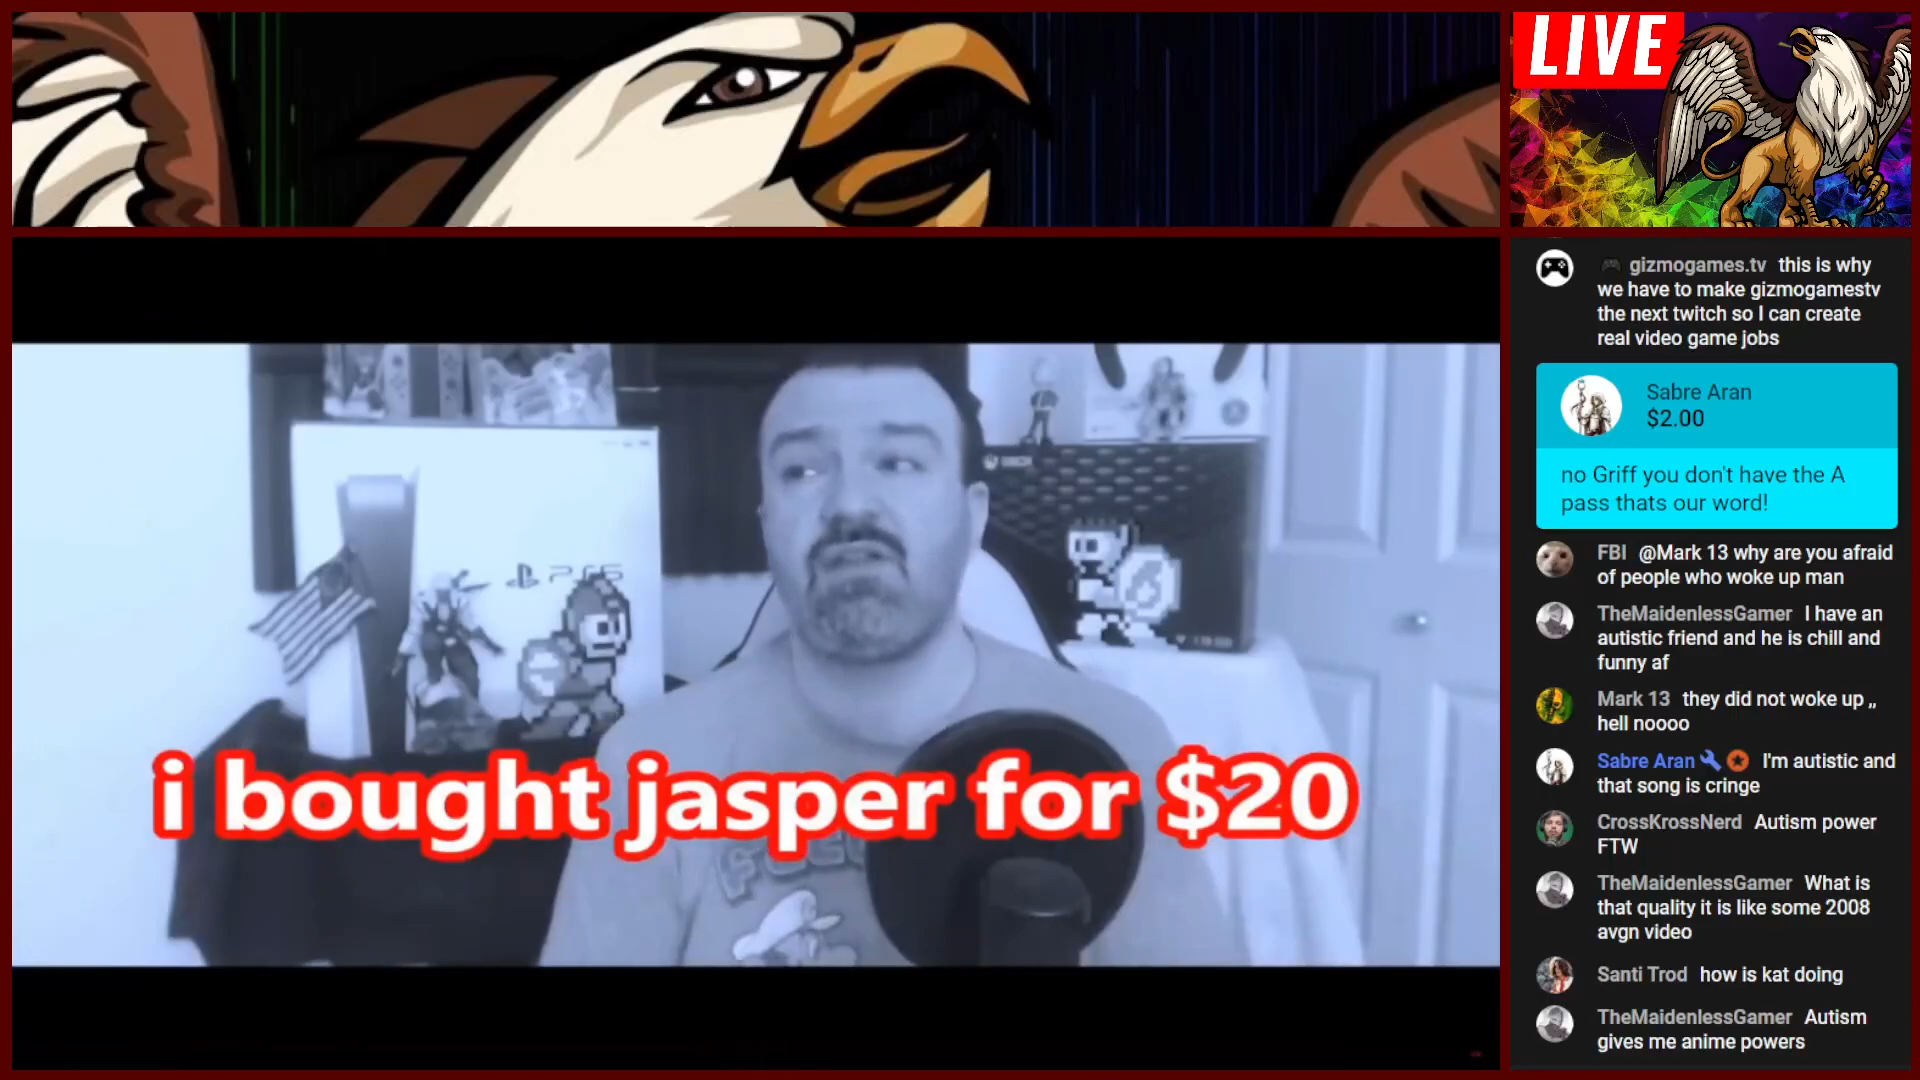 LIVE
gizmogames.tv this is why
we have to make gizmogamestv
the next twitch so I can create
real video game jobs
Sabre Aran
$2.00
no Griff you don't have the A
pass thats our word!
FBI @Mark 13 why are you afraid
of people who woke up man
TheMaidenlessGamer I have an
autistic friend and he is chill and
funny af
Mark 13 they did not woke up ,,
hell noooo
Sabre Aran I'm autistic and
that song is cringe
CrossKrossNerd Autism power
FTW
TheMaidenlessGamer What is
that quality it is like some 2008
avgn video
Santi Trod how is kat doing
TheMaidenlessGamer Autism
gives me anime powers
PS5
i bought jasper for $20